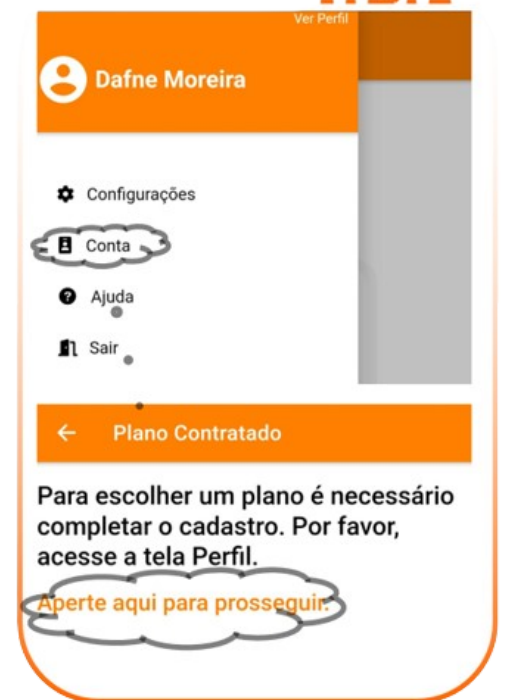 Ver Perfil
Dafne Moreira
Configurações
Conta
Ajuda
Sair
Plano Contratado
Para escolher um plano é necessário
completar o cadastro. Por favor,
acesse a tela Perfil.
Aperte aqui para prosseguir.